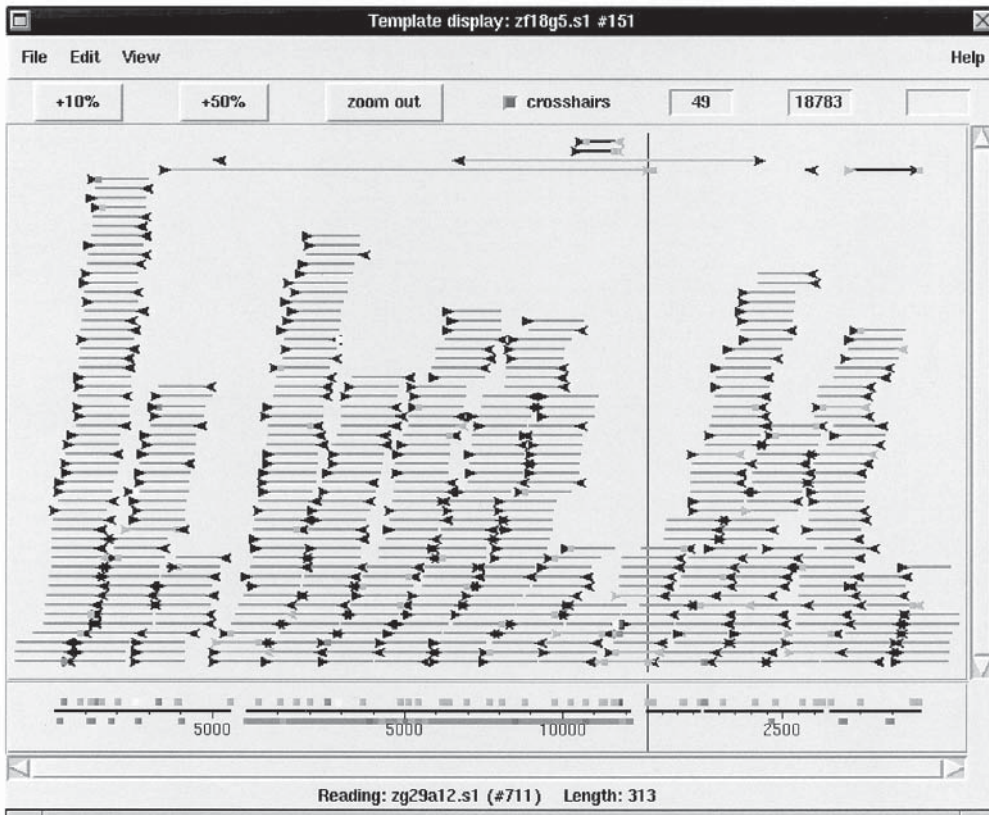 Template display: zf18g5.s1 #151
File Edit View Help
+10% +50% zoom out crosshairs 49 18783
5000 5000 10000 2500
Reading: zg29a12.s1 (#711) Length: 313